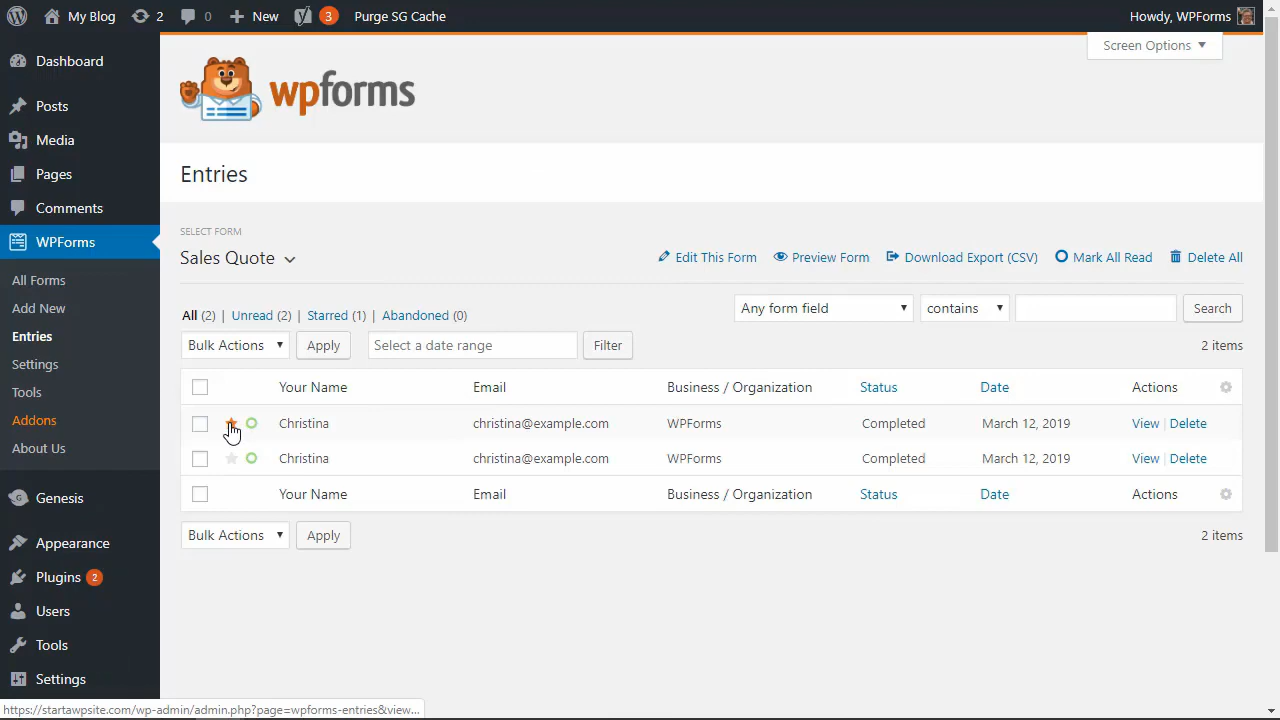 My Blog 2 0 New 3 Purge SG Cache Howdy, WPForms
Screen Options
Dashboard
Posts
Media
Pages
Comments
WPForms
All Forms
Add New
Entries
Settings
Tools
Addons
About Us
Genesis
Appearance
Plugins 2
Users
Tools
Settings
wpforms
Entries
SELECT FORM
Sales Quote
Edit This Form Preview Form Download Export (CSV) Mark All Read Delete All
All (2) | Unread (2) | Starred (1) | Abandoned (0)
Any form field contains Search
Bulk Actions Apply Select a date range Filter 2 items
Your Name Email Business / Organization Status Date Actions
Christina christina@example.com WPForms Completed March 12, 2019 View | Delete
Christina christina@example.com WPForms Completed March 12, 2019 View | Delete
Your Name Email Business / Organization Status Date Actions
Bulk Actions Apply 2 items
https://startawpsite.com/wp-admin/admin.php?page=wpforms-entries&view...